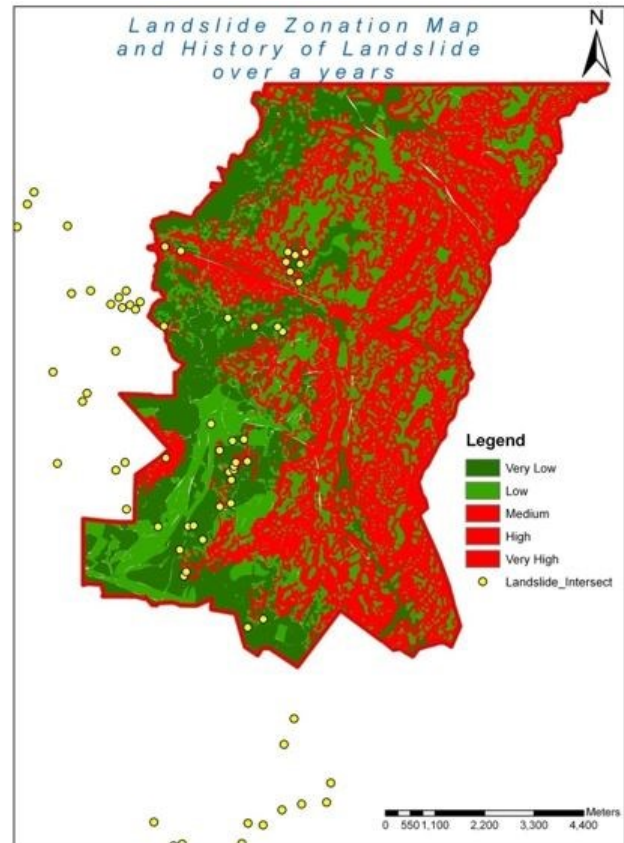 Landslide Zonation Map
and History of Landslide
over a years
N
Legend
Very Low
Low
Medium
High
Very High
Landslide_Intersect
Meters
0 550 1,100 2,200 3,300 4,400